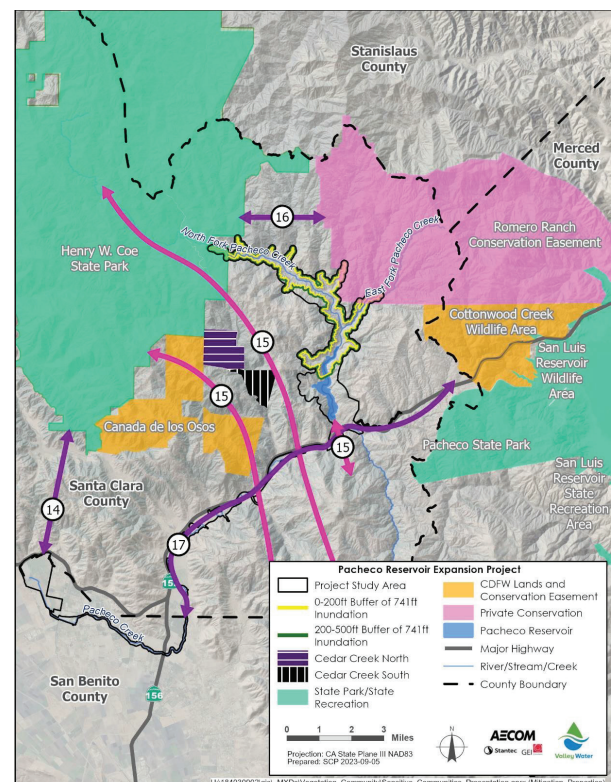 Stanislaus
County
Merced
County
Romero Ranch
Conservation Easement
16
North Fork Pacheco Creek
East Fork Pacheco Creek
Henry W. Coe
State Park
Cottonwood Creek
Wildlife Area
San Luis
Reservoir
Wildlife
Area
15
15
Canada de los Osos
15
Pacheco State Park
Santa Clara
County
San Luis
Reservoir
State
Recreation
Area
14
17
Pacheco Creek
San Benito
County
156
Pacheco Reservoir Expansion Project
Project Study Area
0-200ft Buffer of 741ft
Inundation
200-500ft Buffer of 741ft
Inundation
Cedar Creek North
Cedar Creek South
State Park/State
Recreation
CDFW Lands and
Conservation Easement
Private Conservation
Pacheco Reservoir
Major Highway
River/Stream/Creek
County Boundary
0 1 2 3
Miles
Projection: CA State Plane III NAD83
Prepared: SCP 2023-09-05
N
AECOM
Stantec GEI
Valley Water